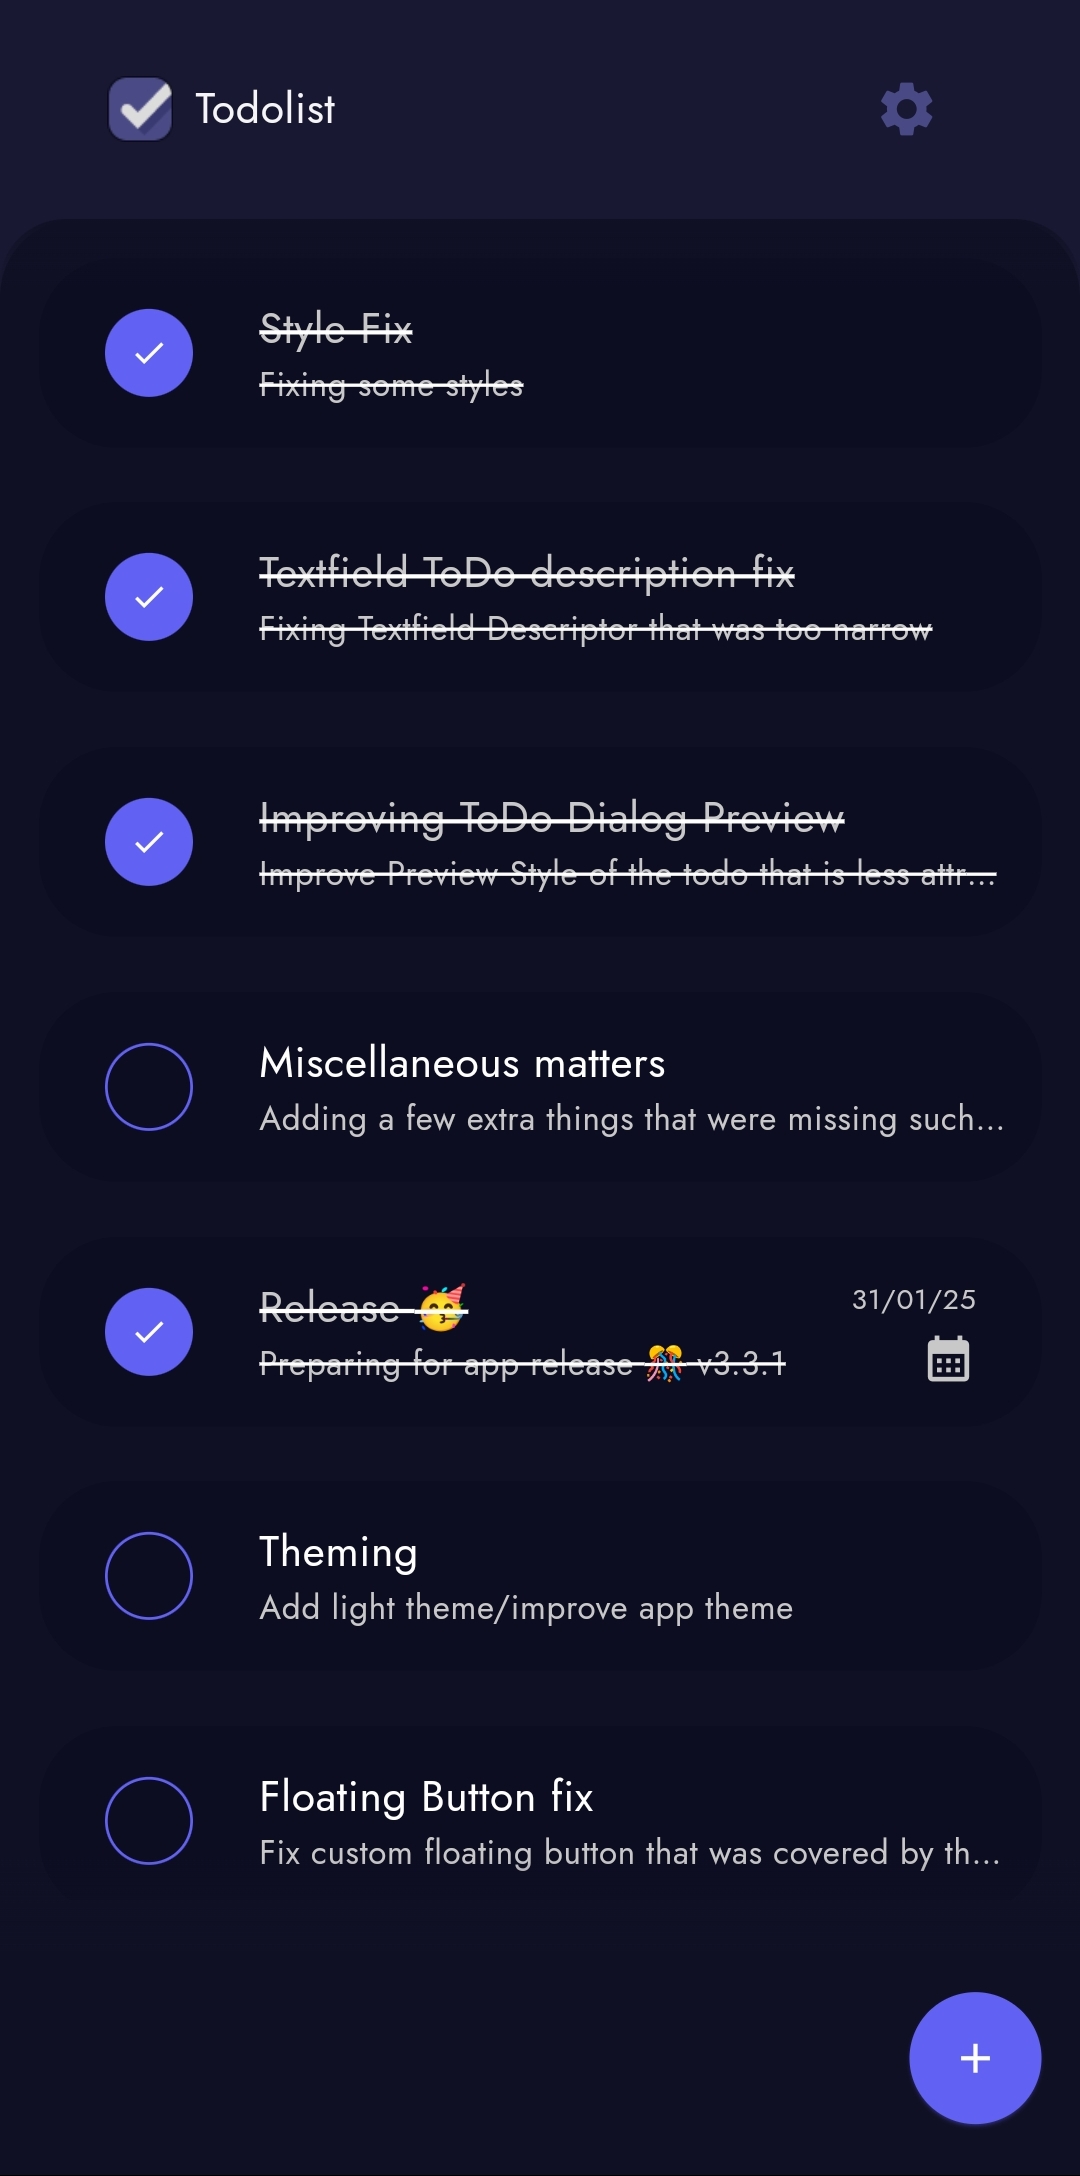 Todolist
Style Fix
Fixing some styles
Textfield ToDo description fix
Fixing Textfield Descriptor that was too narrow
Improving ToDo Dialog Preview
Improve Preview Style of the todo that is less attr...
Miscellaneous matters
Adding a few extra things that were missing such...
Release 🥳
31/01/25
Preparing for app release 🎊 v3.3.1
Theming
Add light theme/improve app theme
Floating Button fix
Fix custom floating button that was covered by th...